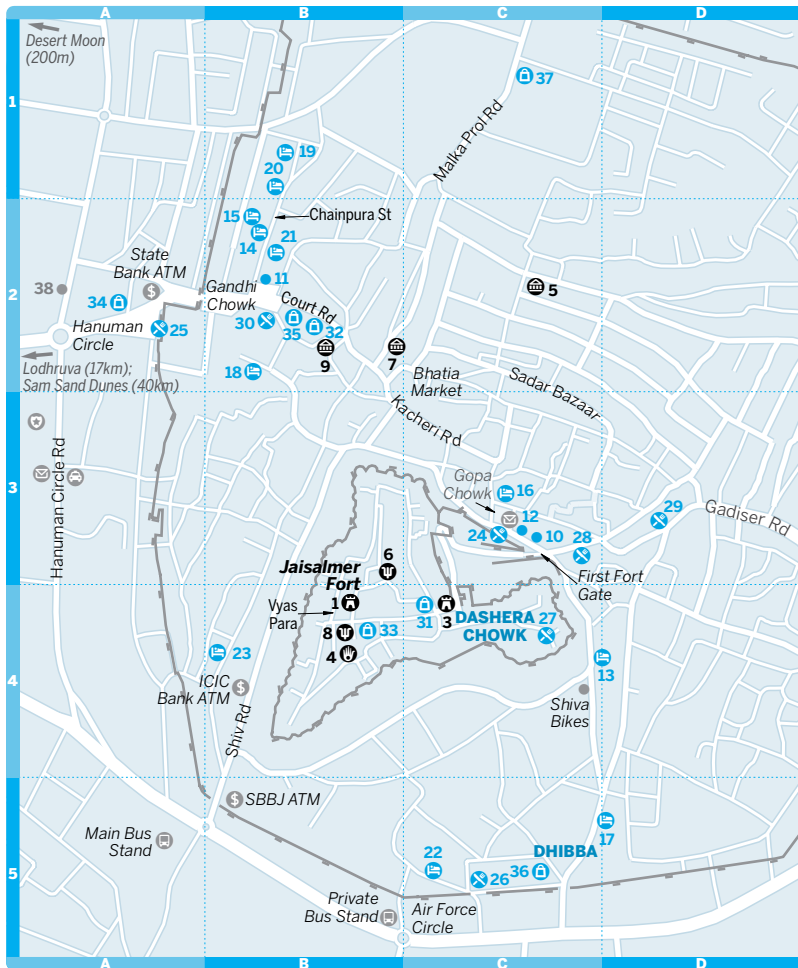 A
B
C
D
Desert Moon
(200m)
1
37
Malka Prol Rd
19
20
15
Chainpura St
14
21
State
Bank ATM
11
5
2
38
34
Gandhi
Chowk
Court Rd
Hanuman
Circle
25
30
35
32
9
7
Lodhruva (17km);
Sam Sand Dunes (40km)
18
Bhatia
Market
Sadar Bazaar
Kacheri Rd
3
Hanuman Circle Rd
Gopa
Chowk
16
12
29
Gadiser Rd
24
10
28
6
Jaisalmer
Fort
First Fort
Gate
1
Vyas
Para
31
3
DASHERA
CHOWK
27
8
33
4
4
23
13
ICIC
Bank ATM
Shiva
Bikes
Shiv Rd
SBBJ ATM
17
Main Bus
Stand
DHIBBA
22
5
26
36
Private
Bus Stand
Air Force
Circle
A
B
C
D